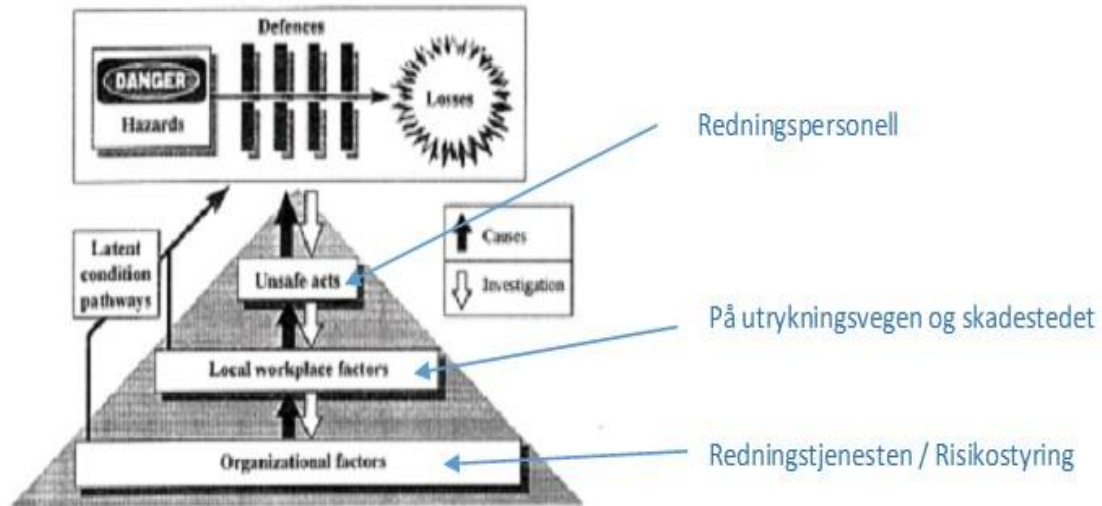 Defences
DANGER
Hazards
Losses
Redningspersonell
Latent
condition
pathways
Causes
Investigation
Unsafe acts
På utrykningsvegen og skadestedet
Local workplace factors
Redningstjenesten / Risikostyring
Organizational factors